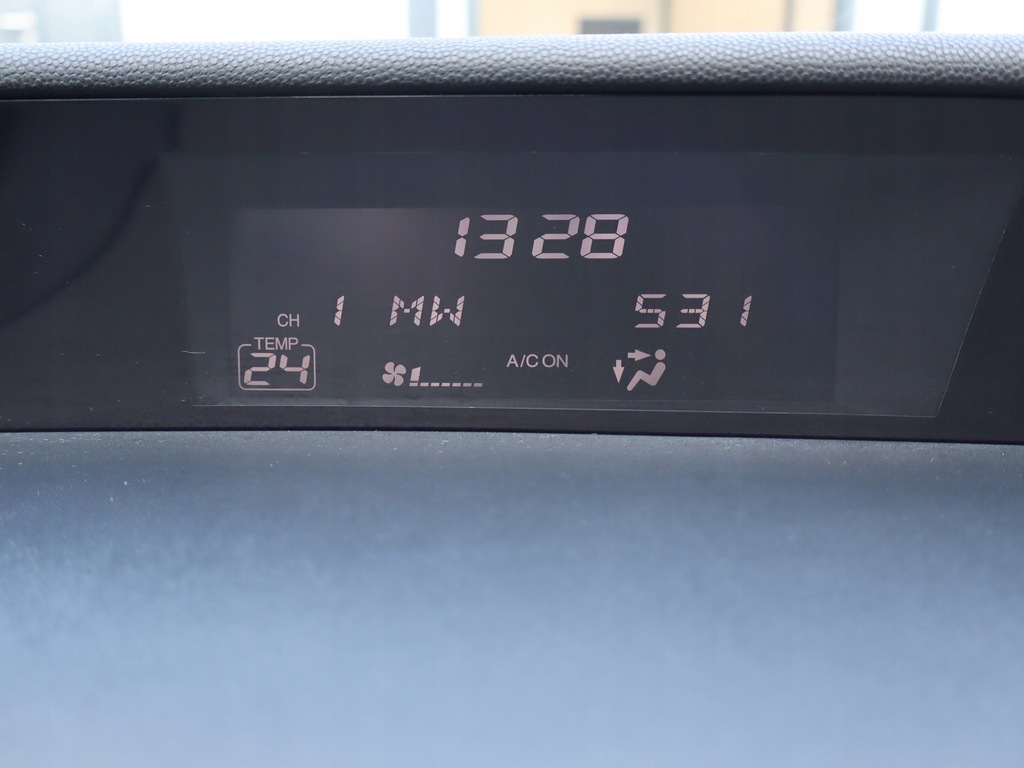 1328
CH 1 MW 531
TEMP
24 A/C ON